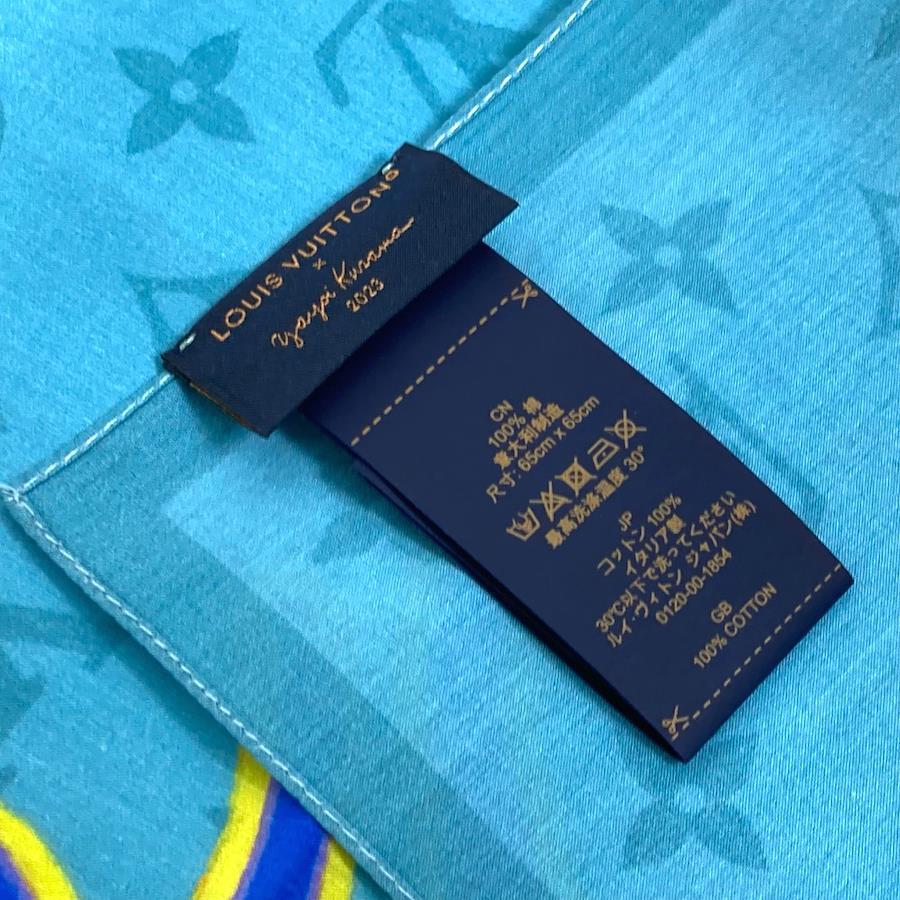 LOUIS VUITTON®
×
Yayoi Kusama
2023
CN
100% 棉
意大利制造
尺寸: 65cm x 65cm
最高洗涤温度 30°
JP
コットン 100%
イタリア製
30℃以下で洗ってください
ルイ・ヴィトン ジャパン(株)
0120-00-1854
GB
100% COTTON